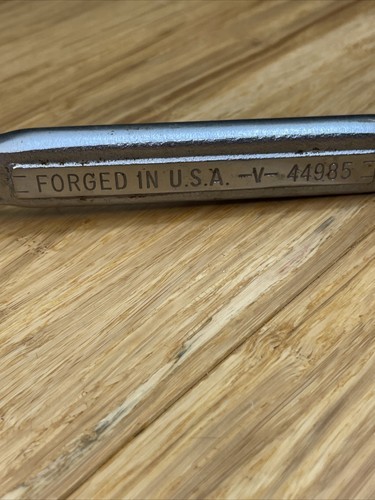 FORGED IN U.S.A. -V- 44985